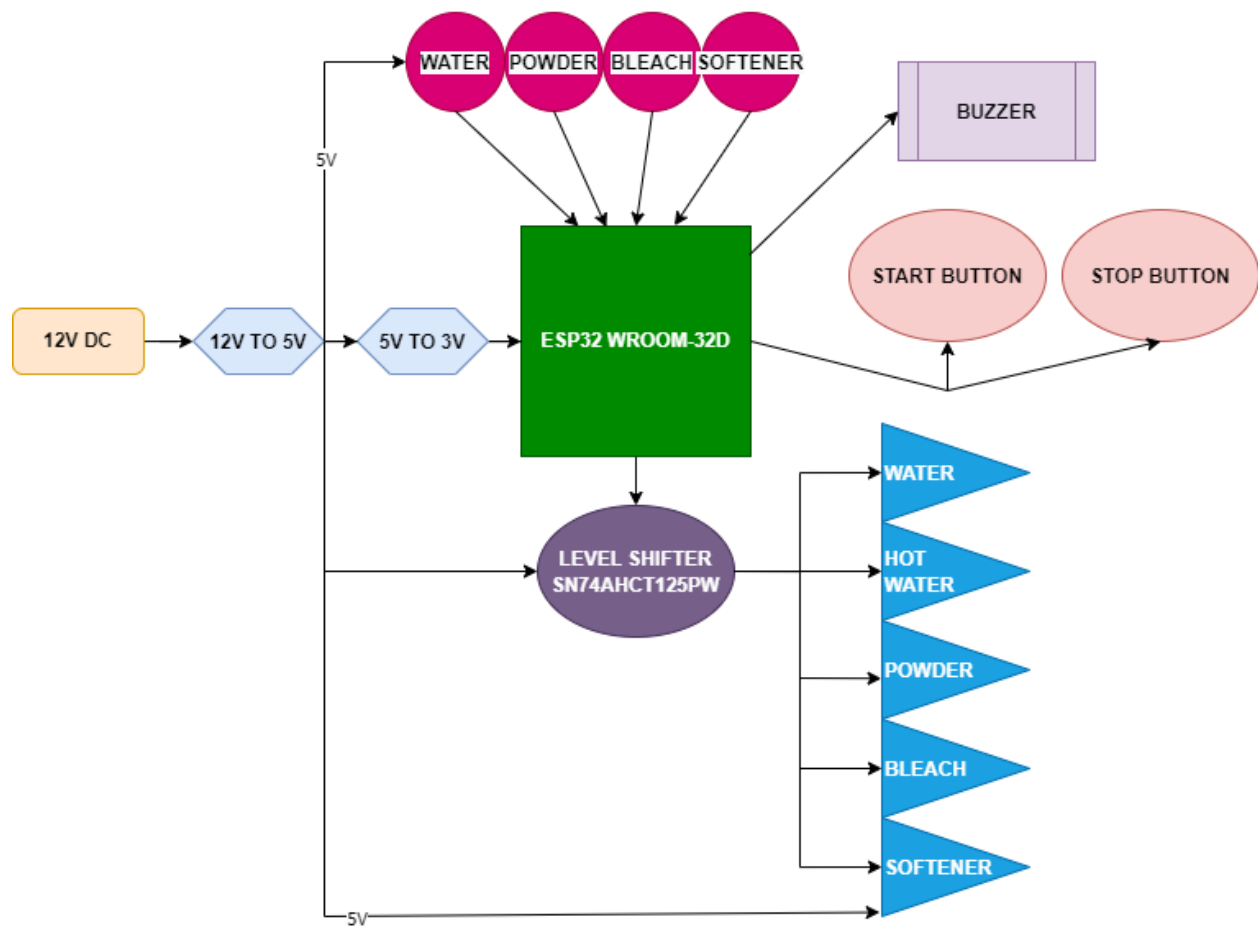 WATER
POWDER
BLEACH
SOFTENER
BUZZER
5V
START BUTTON
STOP BUTTON
12V DC
12V TO 5V
5V TO 3V
ESP32 WROOM-32D
WATER
LEVEL SHIFTER
SN74AHCT125PW
HOT
WATER
POWDER
BLEACH
SOFTENER
5V